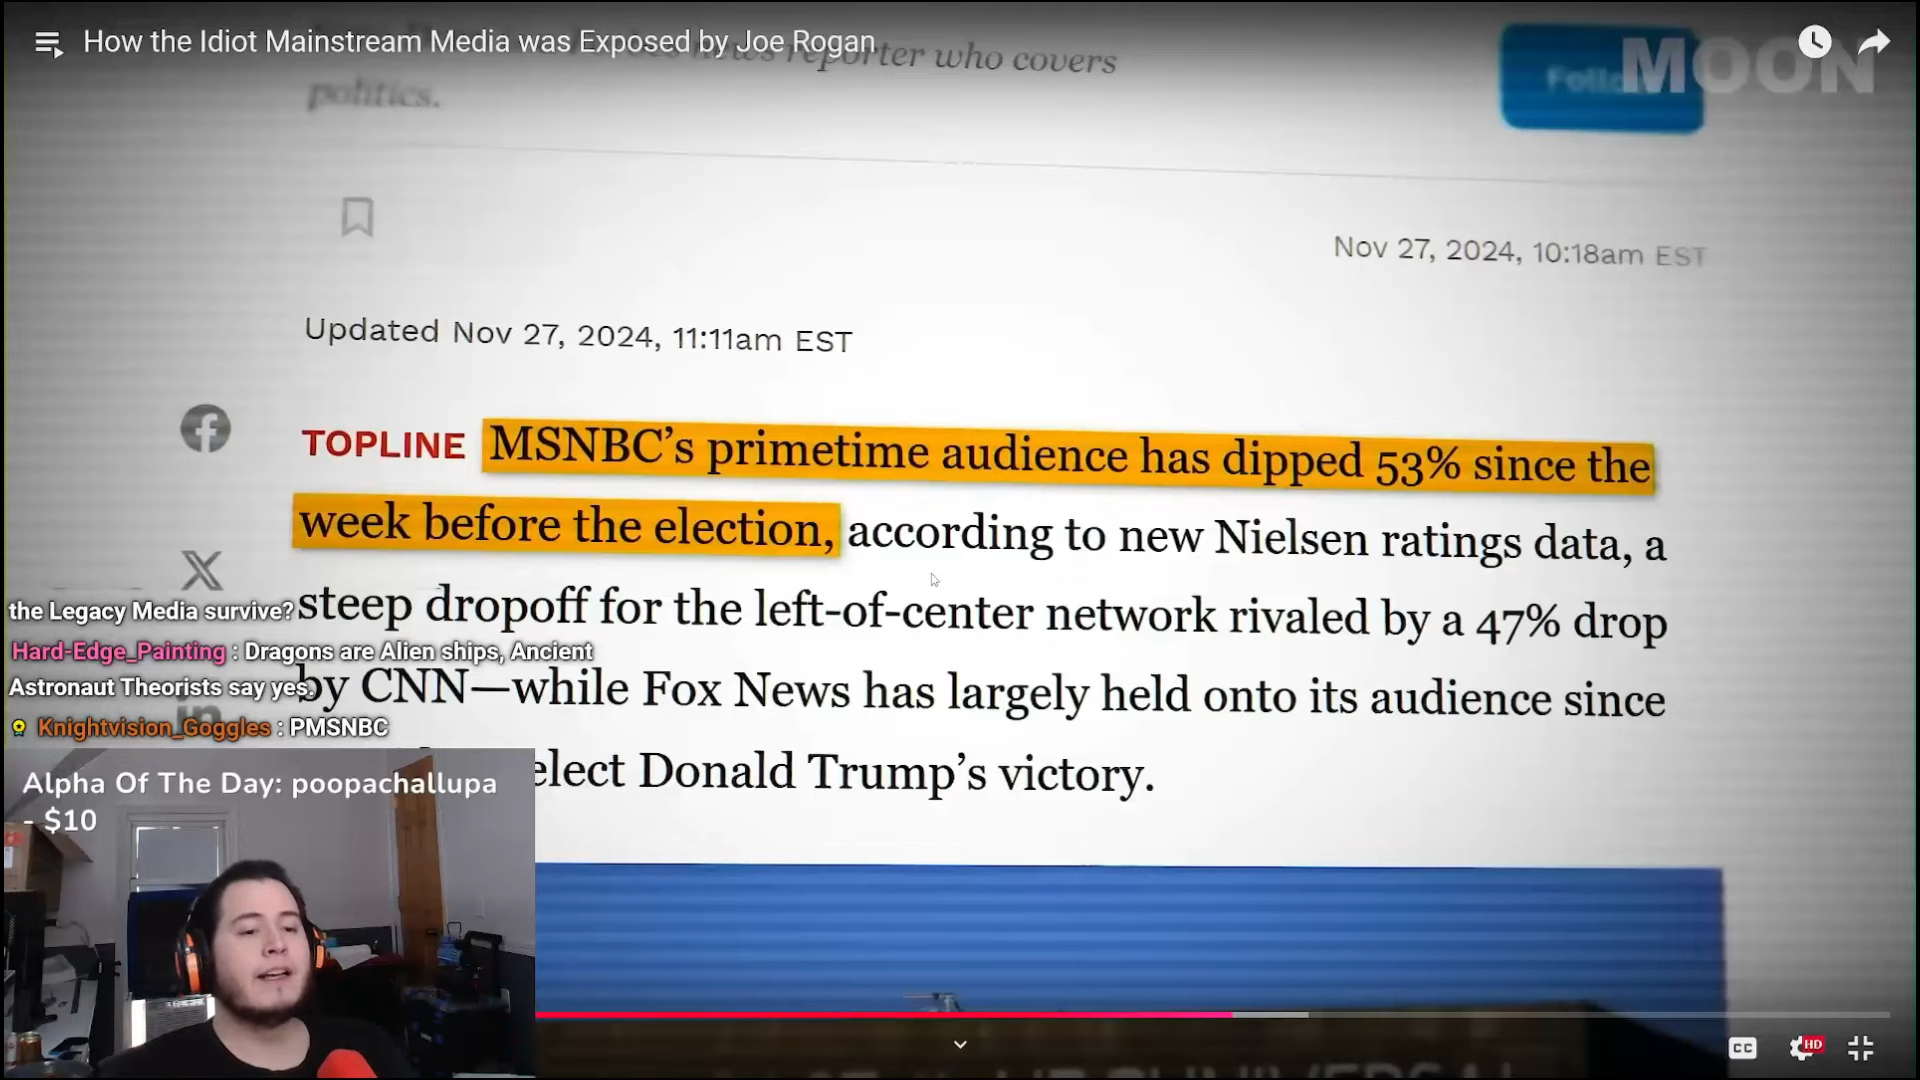 How the Idiot Mainstream Media was Exposed by Joe Rogan
news reporter who covers
politics.
MOON
Nov 27, 2024, 10:18am EST
Updated Nov 27, 2024, 11:11am EST
TOPLINE MSNBC's primetime audience has dipped 53% since the
week before the election, according to new Nielsen ratings data, a
steep dropoff for the left-of-center network rivaled by a 47% drop
by CNN—while Fox News has largely held onto its audience since
elect Donald Trump's victory.
the Legacy Media survive?
Hard-Edge_Painting : Dragons are Alien ships, Ancient
Astronaut Theorists say yes.
Knightvision_Goggles : PMSNBC
Alpha Of The Day: poopachallupa
- $10
CC
HD